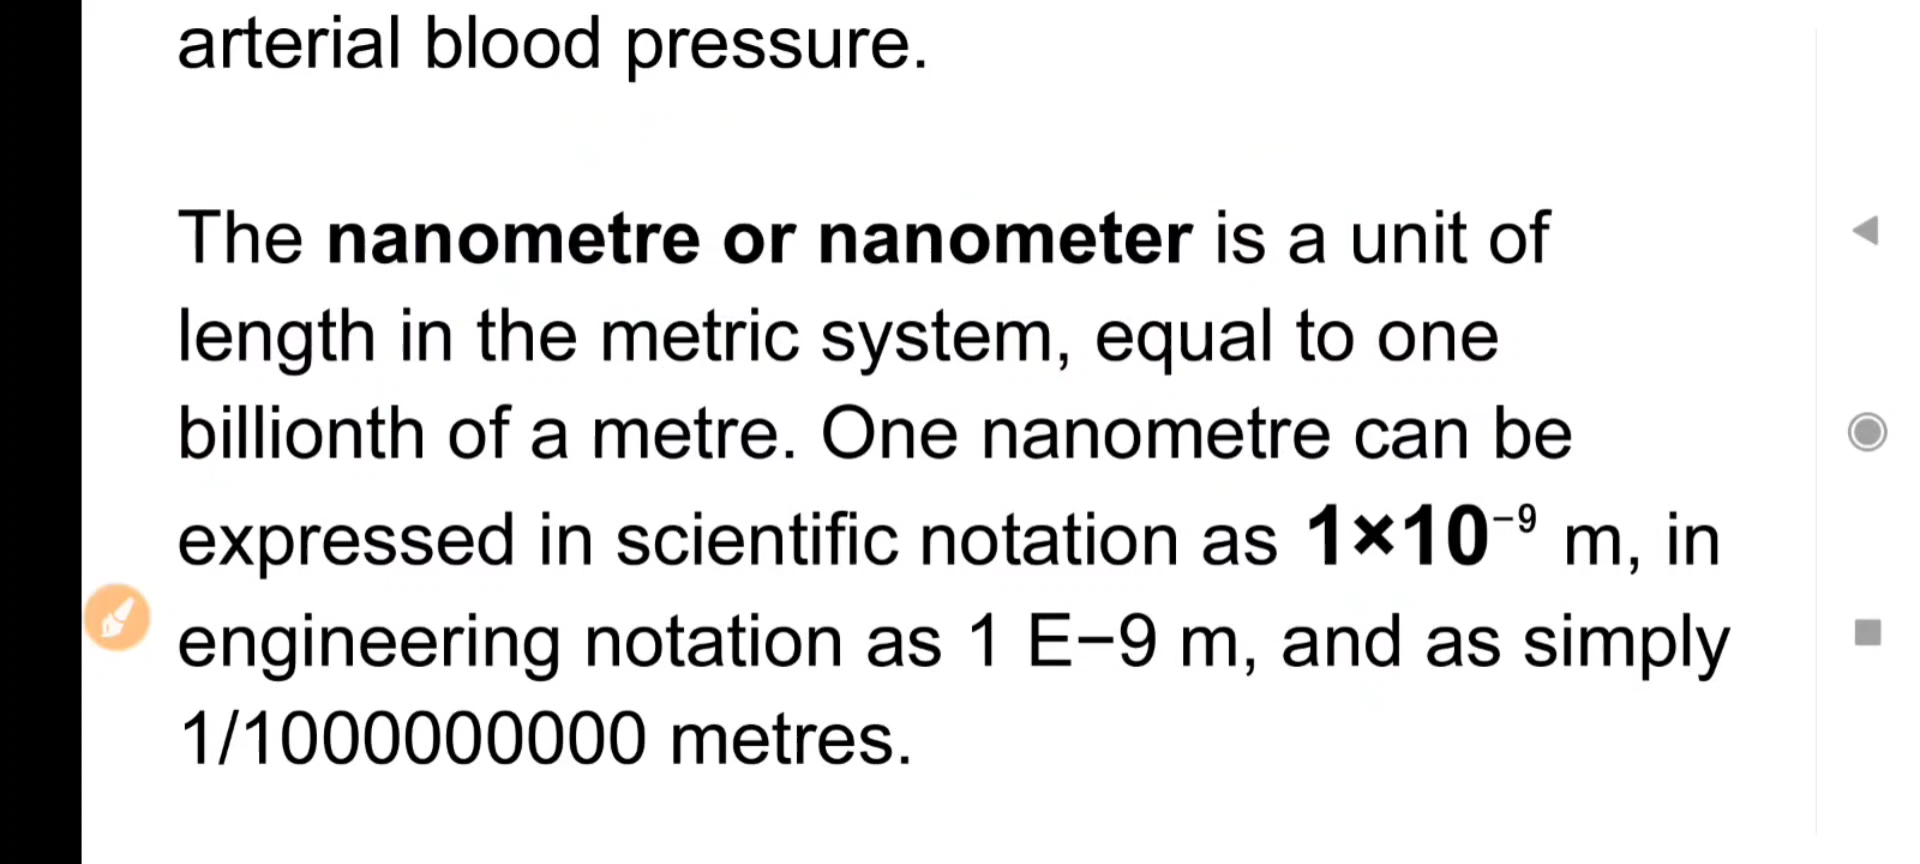 arterial blood pressure.
The nanometre or nanometer is a unit of
length in the metric system, equal to one
billionth of a metre. One nanometre can be
expressed in scientific notation as 1×10⁻⁹ m, in
engineering notation as 1 E−9 m, and as simply
1/1000000000 metres.